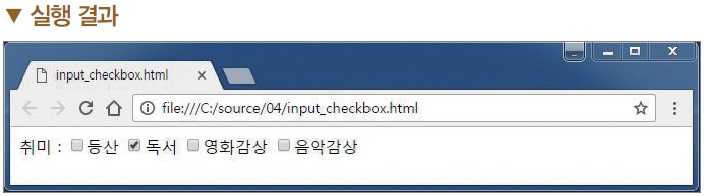 ▼ 실행 결과
input_checkbox.html
file:///C:/source/04/input_checkbox.html
취미 : 등산 독서 영화감상 음악감상